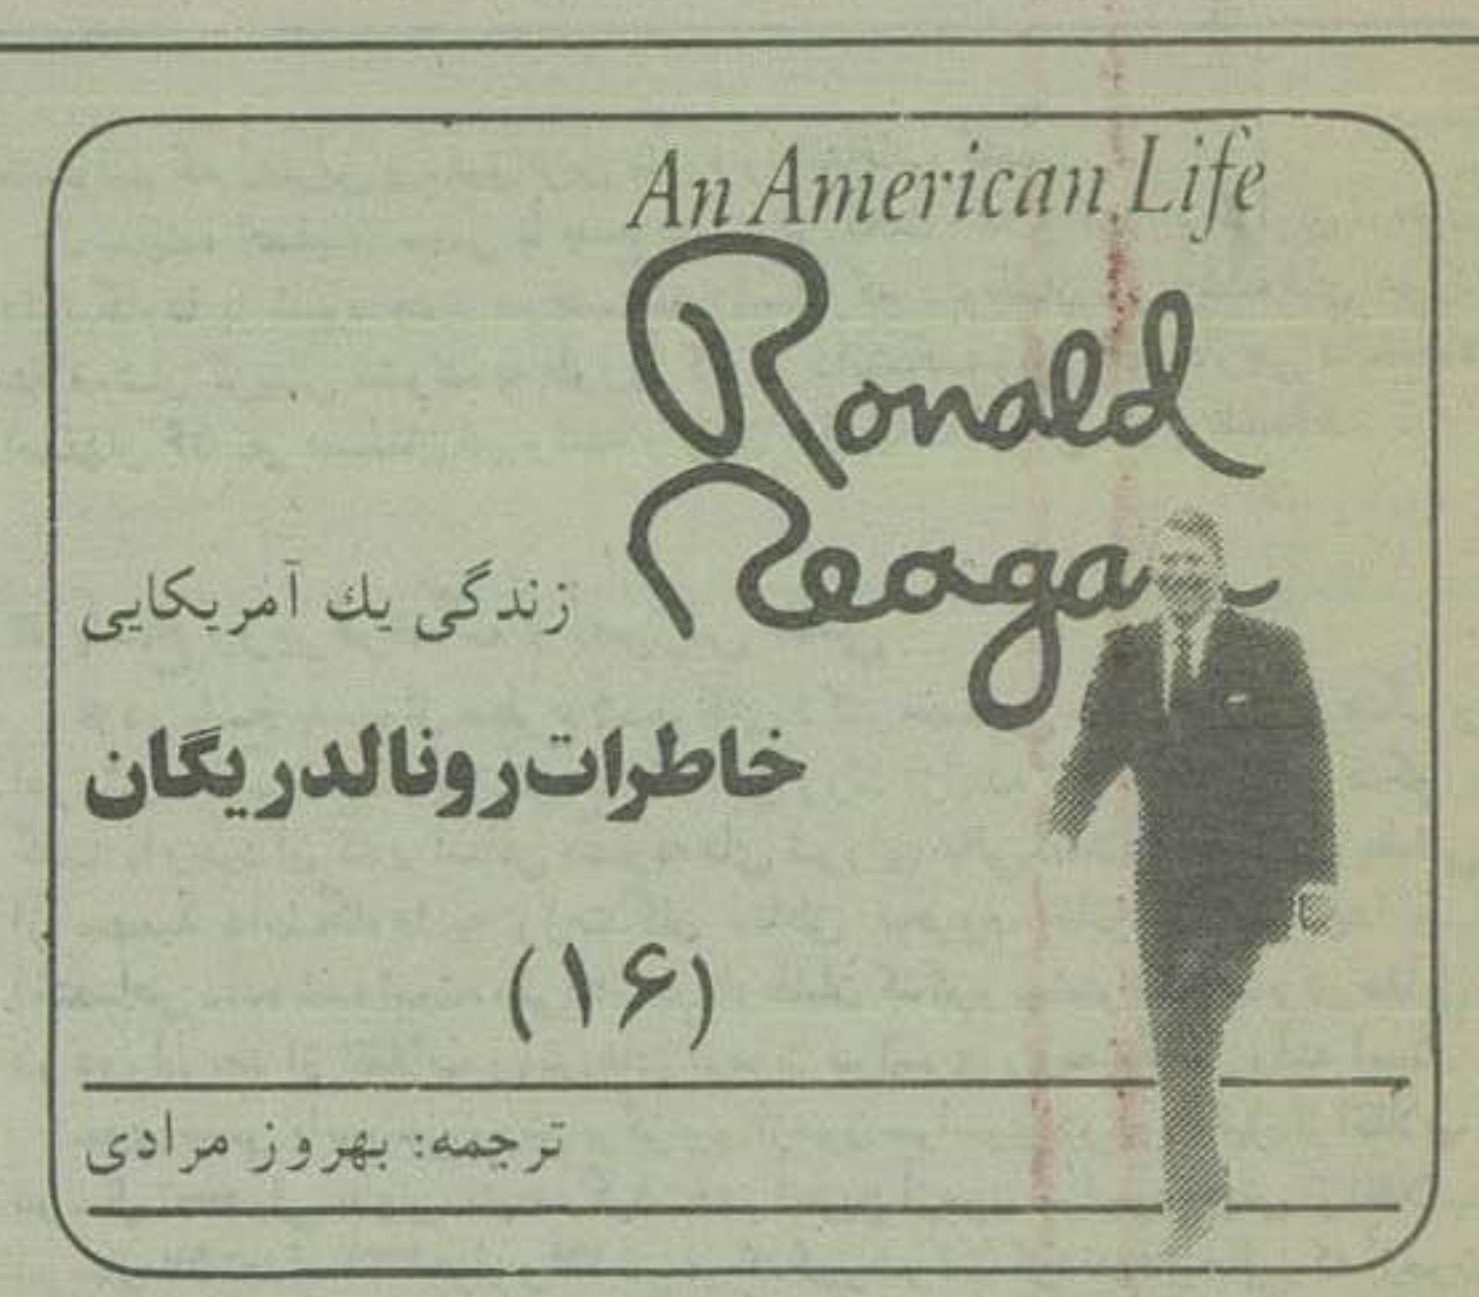 An American Life
Ronald
Reaga
زندگی یك آمریکایی
خاطرات رونالد ریگان
(۱۶)
ترجمه: بهروز مرادی